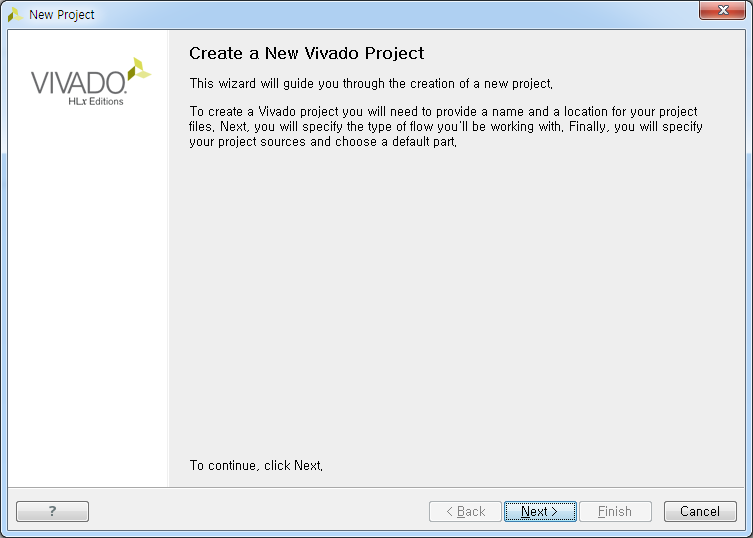 New Project
VIVADO.
HLx Editions
Create a New Vivado Project
This wizard will guide you through the creation of a new project.
To create a Vivado project you will need to provide a name and a location for your project
files. Next, you will specify the type of flow you'll be working with. Finally, you will specify
your project sources and choose a default part.
To continue, click Next.
?
< Back
Next >
Finish
Cancel